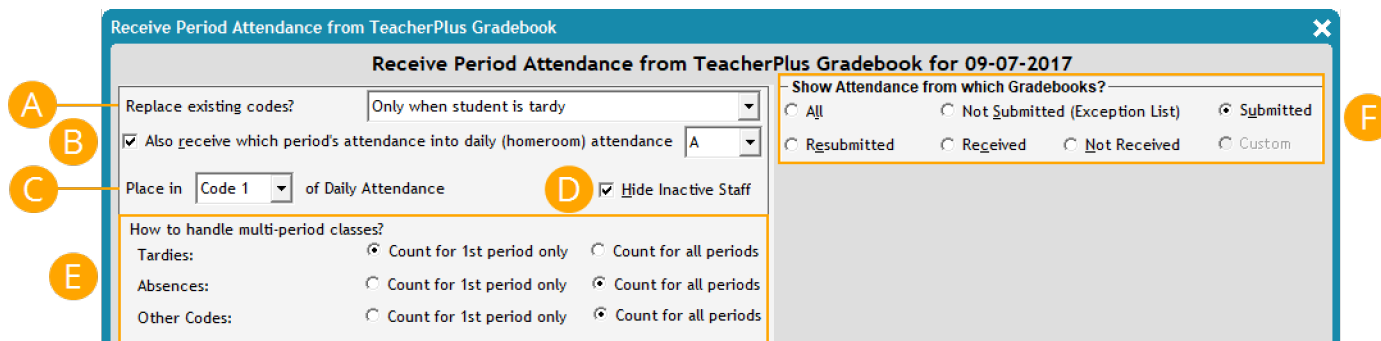 Receive Period Attendance from TeacherPlus Gradebook
Receive Period Attendance from TeacherPlus Gradebook for 09-07-2017
A
Replace existing codes? Only when student is tardy
B
Also receive which period's attendance into daily (homeroom) attendance A
C
Place in Code 1 of Daily Attendance
D
Hide Inactive Staff
E
How to handle multi-period classes?
Tardies: Count for 1st period only Count for all periods
Absences: Count for 1st period only Count for all periods
Other Codes: Count for 1st period only Count for all periods
Show Attendance from which Gradebooks?
All Not Submitted (Exception List) Submitted
Resubmitted Received Not Received Custom
F